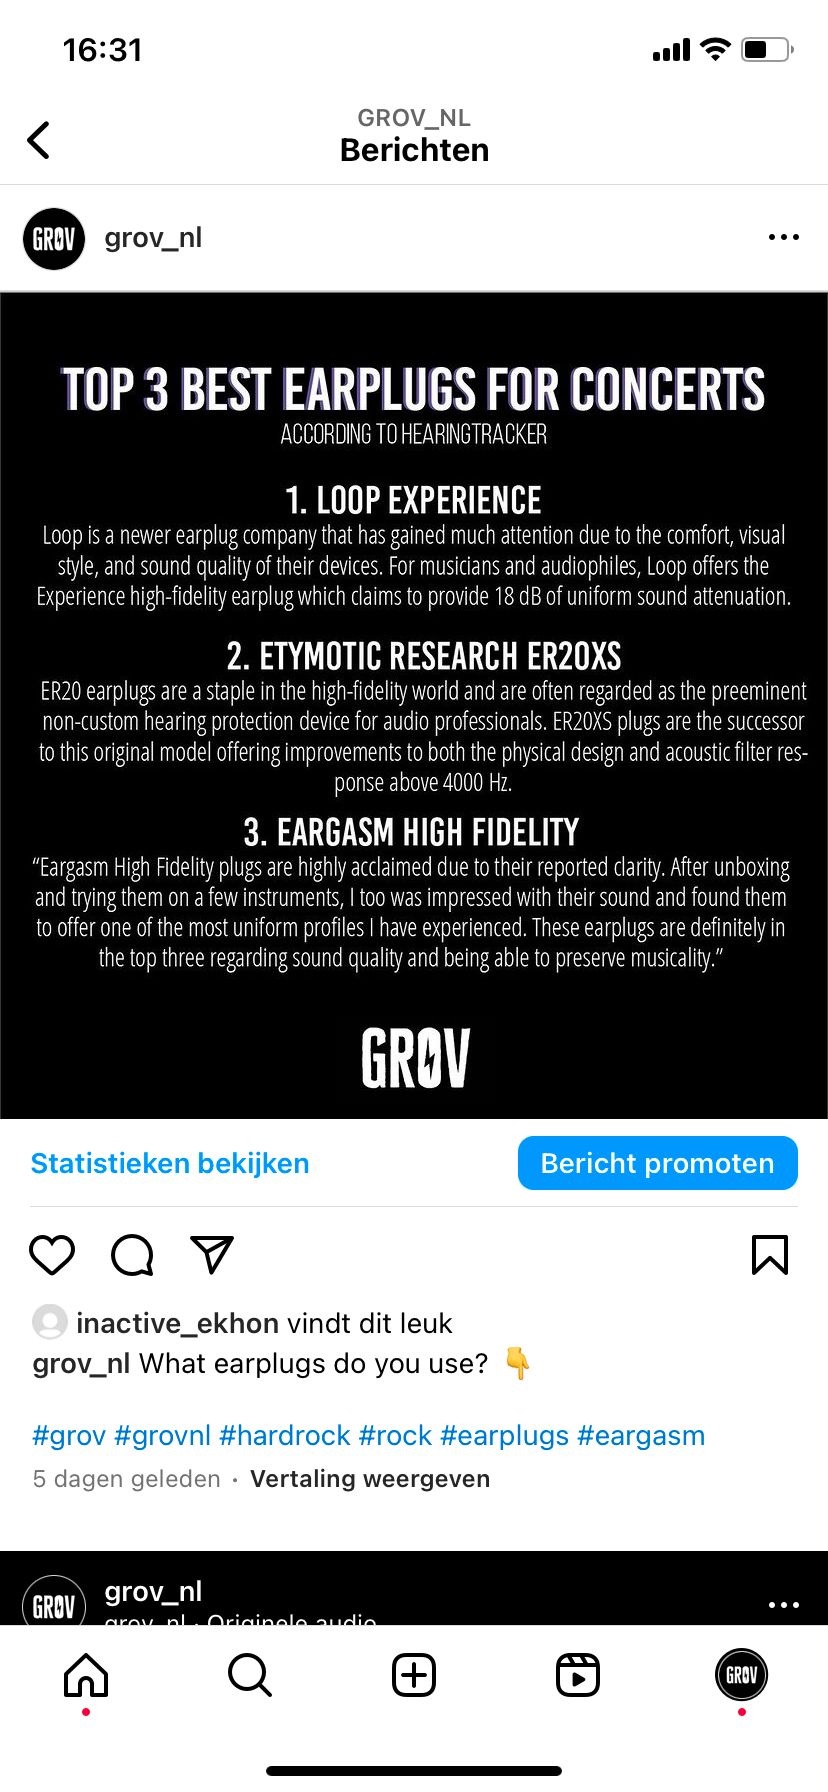 16:31
GROV_NL
Berichten
GROV
grov_nl
TOP 3 BEST EARPLUGS FOR CONCERTS
ACCORDING TO HEARINGTRACKER
1. LOOP EXPERIENCE
Loop is a newer earplug company that has gained much attention due to the comfort, visual
style, and sound quality of their devices. For musicians and audiophiles, Loop offers the
Experience high-fidelity earplug which claims to provide 18 dB of uniform sound attenuation.
2. ETYMOTIC RESEARCH ER20XS
ER20 earplugs are a staple in the high-fidelity world and are often regarded as the preeminent
non-custom hearing protection device for audio professionals. ER20XS plugs are the successor
to this original model offering improvements to both the physical design and acoustic filter res-
ponse above 4000 Hz.
3. EARGASM HIGH FIDELITY
“Eargasm High Fidelity plugs are highly acclaimed due to their reported clarity. After unboxing
and trying them on a few instruments, I too was impressed with their sound and found them
to offer one of the most uniform profiles I have experienced. These earplugs are definitely in
the top three regarding sound quality and being able to preserve musicality.”
GROV
Statistieken bekijken
Bericht promoten
inactive_ekhon vindt dit leuk
grov_nl What earplugs do you use? 👇
#grov #grovnl #hardrock #rock #earplugs #eargasm
5 dagen geleden · Vertaling weergeven
GROV
grov_nl
grov_nl · Originele audio
GROV